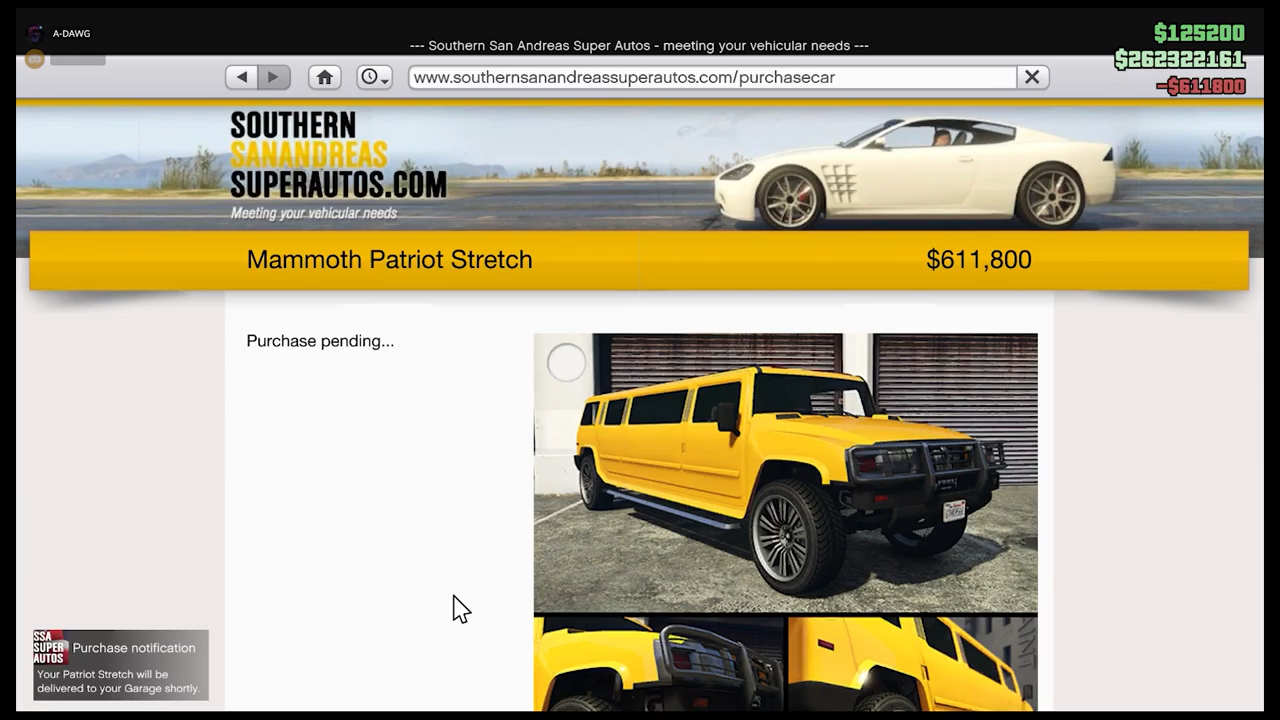 A-DAWG
--- Southern San Andreas Super Autos - meeting your vehicular needs ---
$125200
$262322161
-$611800
www.southernsanandreassuperautos.com/purchasecar
SOUTHERN
SANANDREAS
SUPERAUTOS.COM
Meeting your vehicular needs
Mammoth Patriot Stretch
$611,800
Purchase pending...
SSA
SUPER
AUTOS
Purchase notification
Your Patriot Stretch will be
delivered to your Garage shortly.